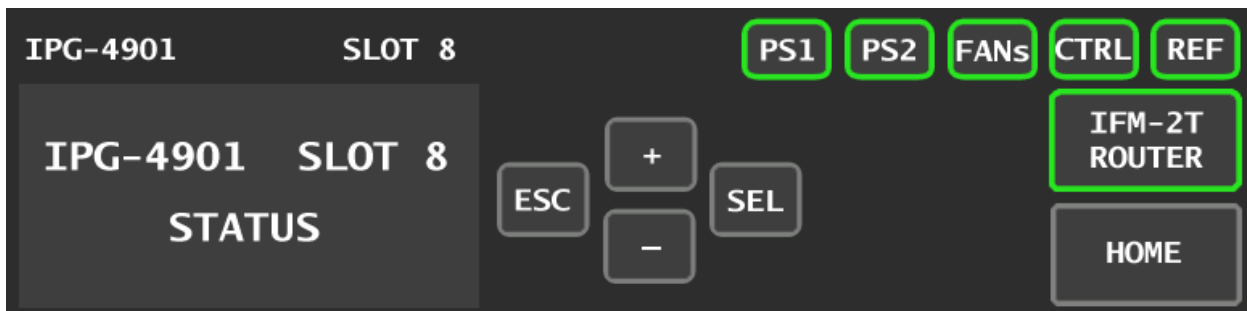 IPG-4901 SLOT 8
PS1 PS2 FANs CTRL REF
IPG-4901 SLOT 8
STATUS
ESC
+
−
SEL
IFM-2T
ROUTER
HOME